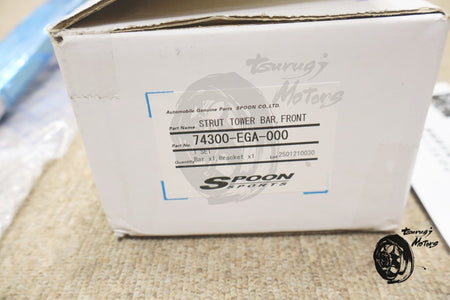 tsurugi
Motors
Automobile Genuine Parts SPOON CO.,LTD.
Part Name STRUT TOWER BAR, FRONT
Part No. 74300-EGA-000
1 SET
Quantity Bar x1, Bracket x1 Lot 2501210030
SPOON
SPORTS
tsurugi
Motors